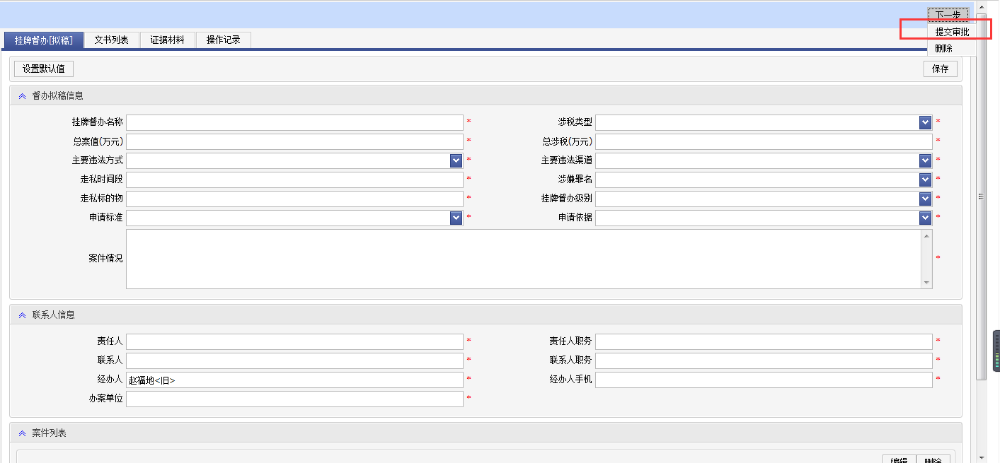 下一步
提交审批
删除
挂牌督办[拟稿] 文书列表 证据材料 操作记录
设置默认值 保存
督办拟稿信息
挂牌督办名称 * 涉税类型 *
总案值(万元) * 总涉税(万元) *
主要违法方式 * 主要违法渠道 *
走私时间段 * 涉嫌罪名 *
走私标的物 * 挂牌督办级别 *
申请标准 * 申请依据 *
案件情况 *
联系人信息
责任人 * 责任人职务 *
联系人 * 联系人职务 *
经办人 赵福地<旧> * 经办人手机 *
办案单位 *
案件列表
编辑 删除